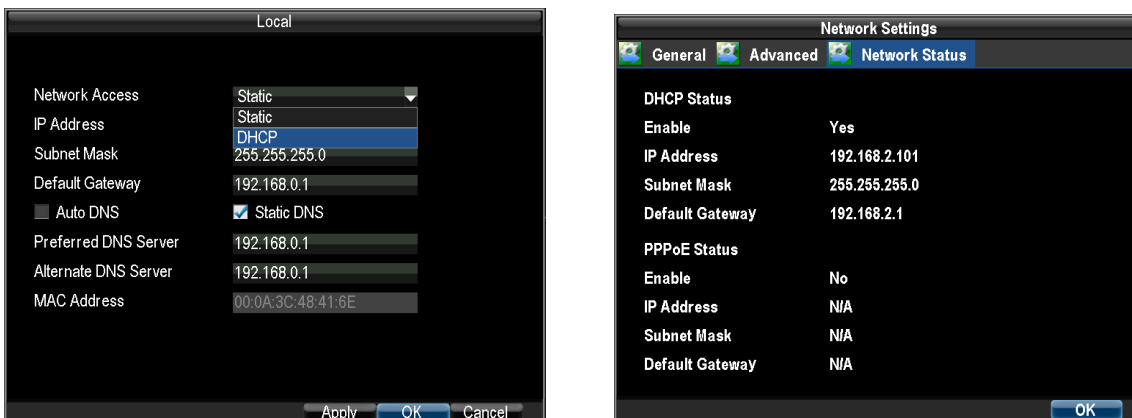 Local
Network Access Static
Static
IP Address
DHCP
Subnet Mask 255.255.255.0
Default Gateway 192.168.0.1
Auto DNS Static DNS
Preferred DNS Server 192.168.0.1
Alternate DNS Server 192.168.0.1
MAC Address 00:0A:3C:48:41:6E
Apply OK Cancel
Network Settings
General Advanced Network Status
DHCP Status
Enable Yes
IP Address 192.168.2.101
Subnet Mask 255.255.255.0
Default Gateway 192.168.2.1
PPPoE Status
Enable No
IP Address N/A
Subnet Mask N/A
Default Gateway N/A
OK